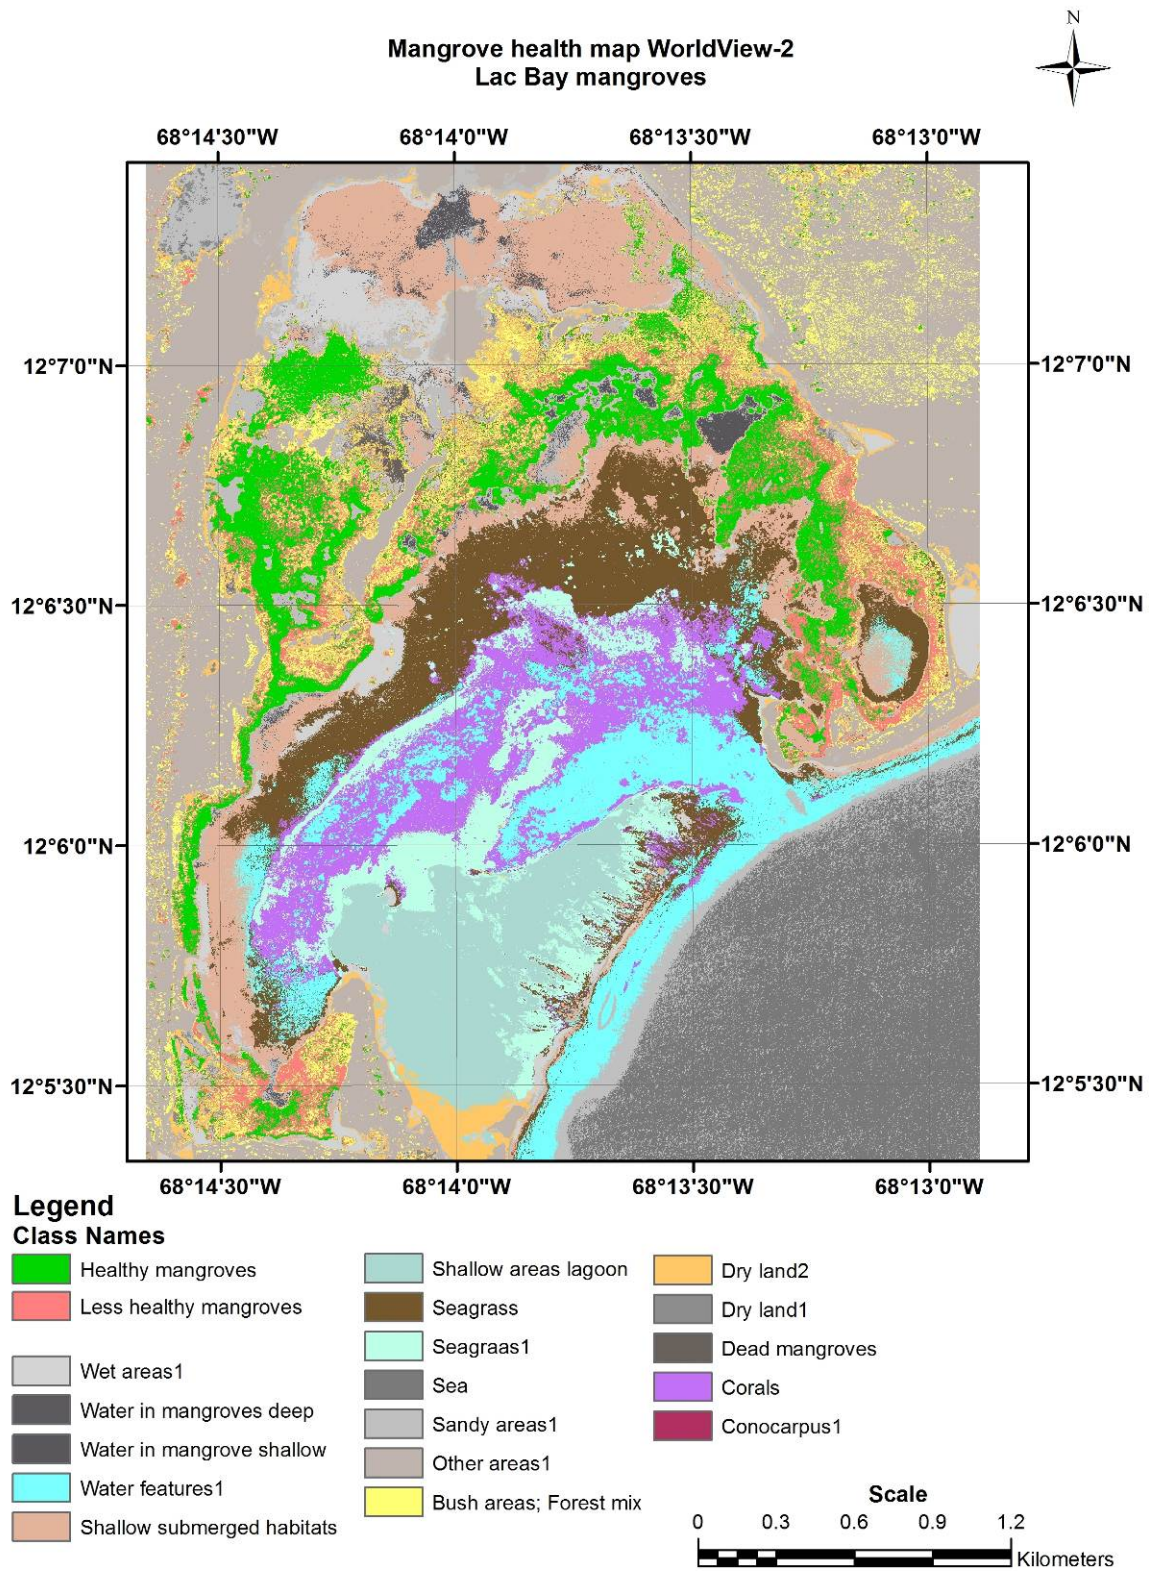 N
Mangrove health map WorldView-2
Lac Bay mangroves
68°14'30"W 68°14'0"W 68°13'30"W 68°13'0"W
12°7'0"N 12°7'0"N
12°6'30"N 12°6'30"N
12°6'0"N 12°6'0"N
12°5'30"N 12°5'30"N
68°14'30"W 68°14'0"W 68°13'30"W 68°13'0"W
Legend
Class Names
Healthy mangroves
Less healthy mangroves
Wet areas1
Water in mangroves deep
Water in mangrove shallow
Water features1
Shallow submerged habitats
Shallow areas lagoon
Seagrass
Seagraas1
Sea
Sandy areas1
Other areas1
Bush areas; Forest mix
Dry land2
Dry land1
Dead mangroves
Corals
Conocarpus1
Scale
0 0.3 0.6 0.9 1.2
Kilometers